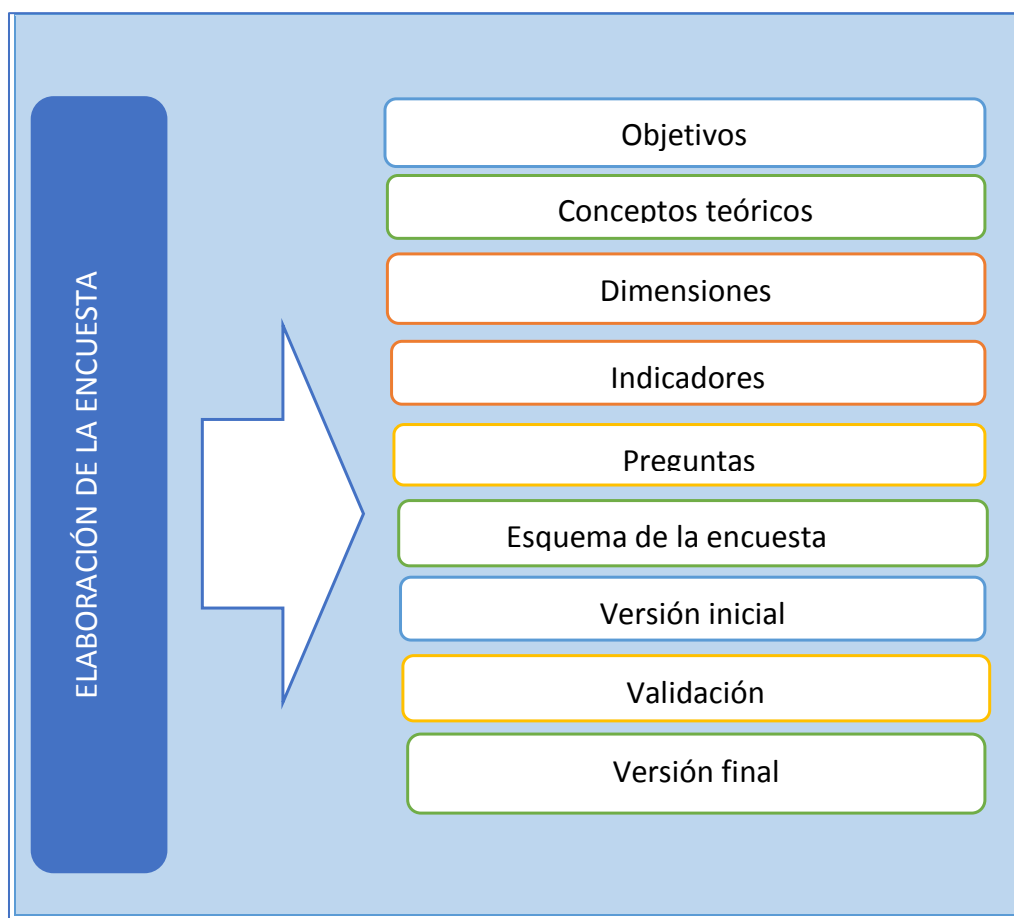 ELABORACIÓN DE LA ENCUESTA
Objetivos
Conceptos teóricos
Dimensiones
Indicadores
Preguntas
Esquema de la encuesta
Versión inicial
Validación
Versión final